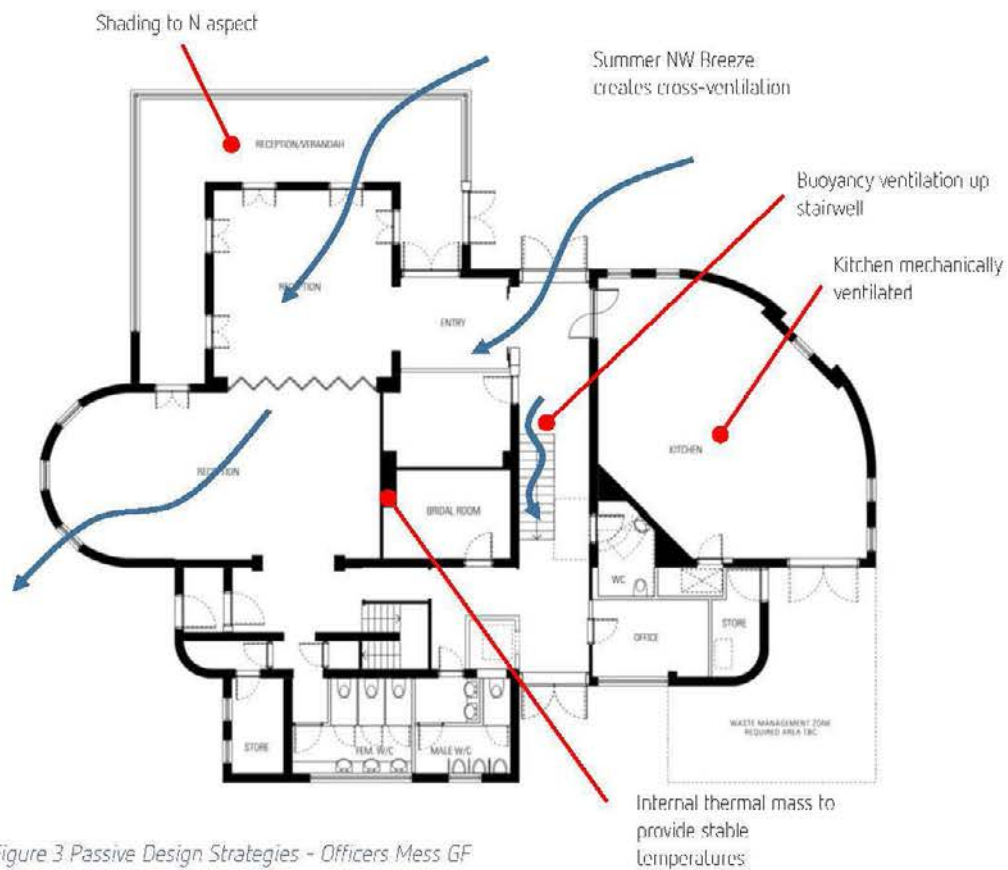 Shading to N aspect
Summer NW Breeze
creates cross-ventilation
RECEPTION/VERANDAH
Buoyancy ventilation up
stairwell
Kitchen mechanically
ventilated
RECEPTION
ENTRY
KITCHEN
RECEPTION
BRIDAL ROOM
WC
OFFICE
STORE
WASTE MANAGEMENT ZONE
REQUIRED AREA TBC
STORE
FEM. W/C
MALE W/C
Internal thermal mass to
provide stable
temperatures
Figure 3 Passive Design Strategies - Officers Mess GF